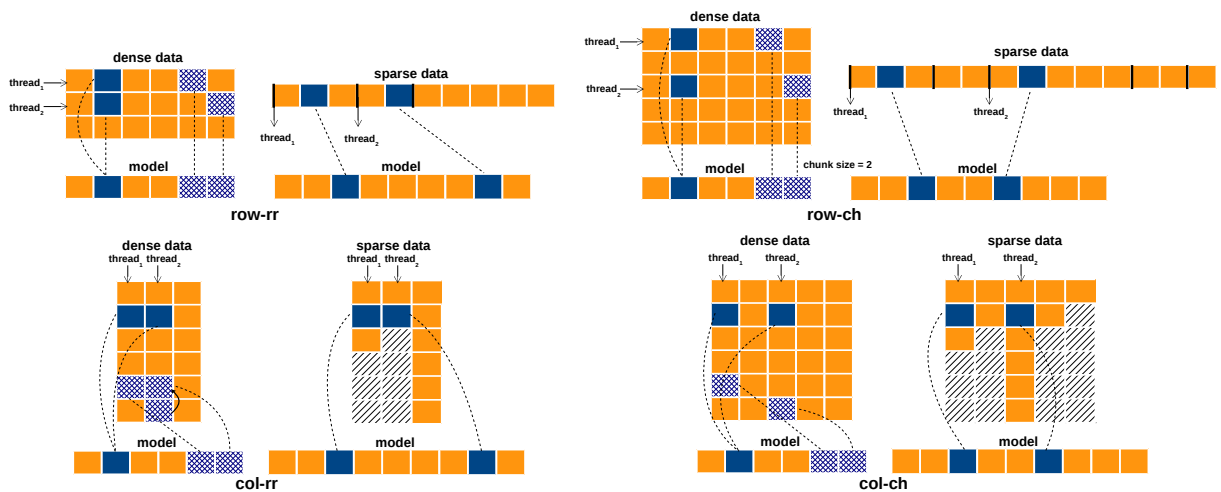 dense data
thread1
thread2
model
sparse data
thread1
thread2
model
row-rr
dense data
thread1
thread2
model
chunk size = 2
sparse data
thread1
thread2
model
row-ch
dense data
thread1
thread2
model
sparse data
thread1
thread2
model
col-rr
dense data
thread1
thread2
model
sparse data
thread1
thread2
model
col-ch